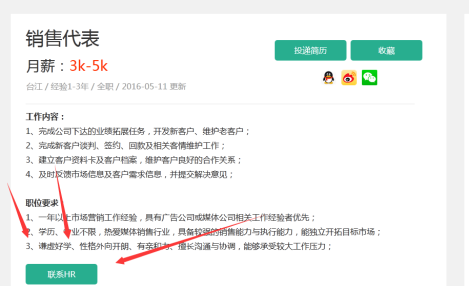 销售代表
投递简历
收藏
月薪：3k-5k
台江 / 经验1-3年 / 全职 / 2016-05-11 更新
工作内容：
1、完成公司下达的业绩拓展任务，开发新客户、维护老客户；
2、完成新客户谈判、签约、回款及相关客情维护工作；
3、建立客户资料卡及客户档案，维护客户良好的合作关系；
4、及时反馈市场信息及客户需求信息，并提交解决意见；
职位要求
1、一年以上市场营销工作经验，具有广告公司或媒体公司相关工作经验者优先；
2、学历、专业不限，热爱媒体销售行业，具备较强的销售能力与执行能力，能独立开拓目标市场；
3、谦虚好学、性格外向开朗、有亲和力、擅长沟通与协调，能够承受较大工作压力；
联系HR